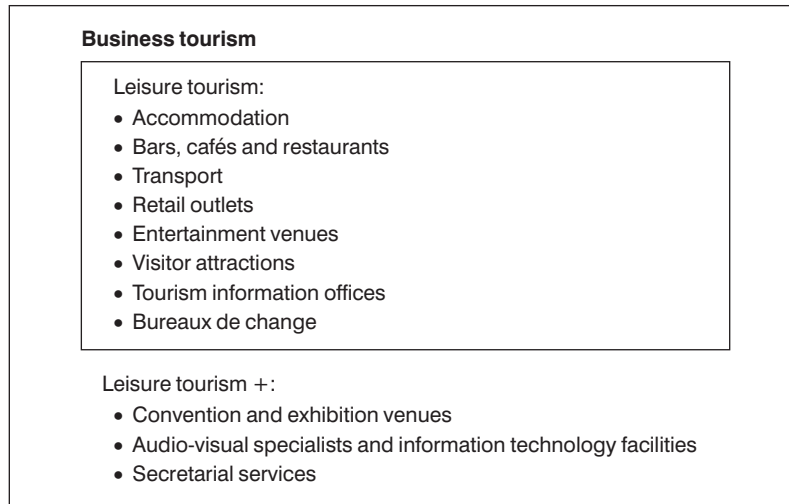 Business tourism
Leisure tourism:
• Accommodation
• Bars, cafés and restaurants
• Transport
• Retail outlets
• Entertainment venues
• Visitor attractions
• Tourism information offices
• Bureaux de change
Leisure tourism +:
• Convention and exhibition venues
• Audio-visual specialists and information technology facilities
• Secretarial services